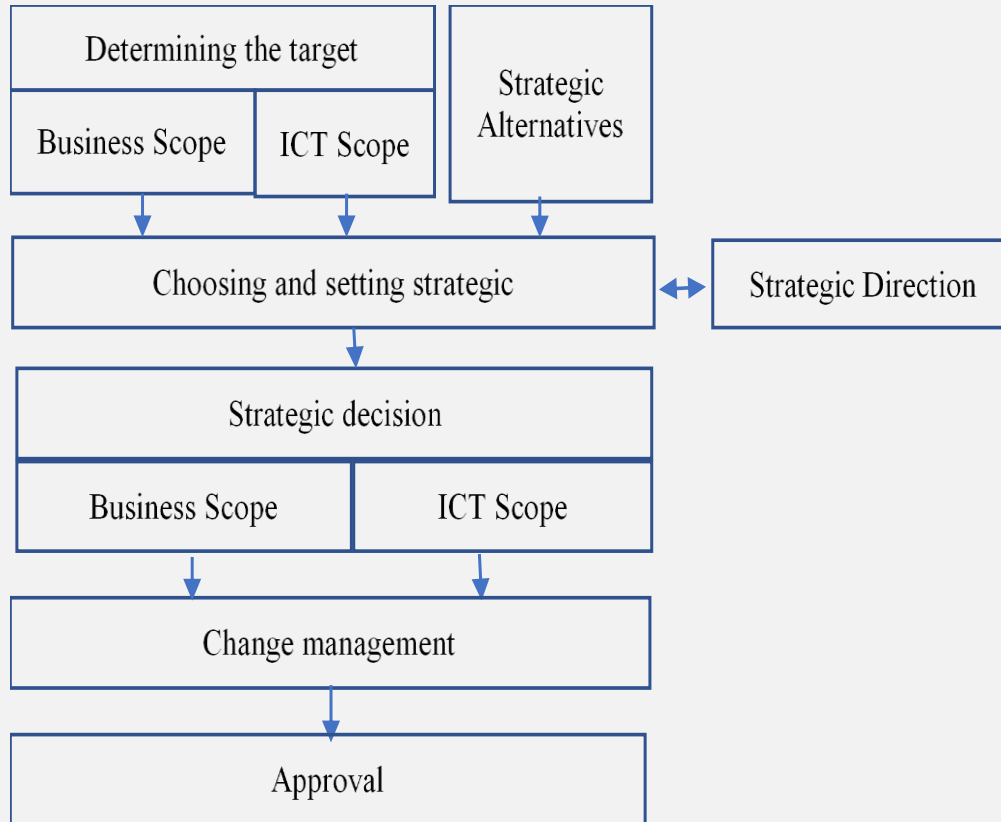 Determining the target
Business Scope
ICT Scope
Strategic
Alternatives
Choosing and setting strategic
Strategic Direction
Strategic decision
Business Scope
ICT Scope
Change management
Approval